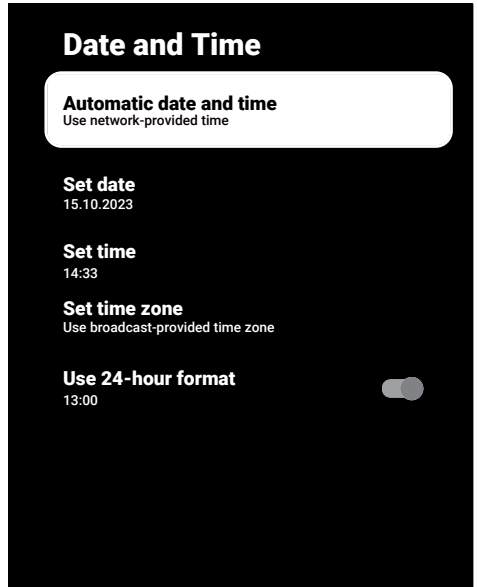 Date and Time
Automatic date and time
Use network-provided time
Set date
15.10.2023
Set time
14:33
Set time zone
Use broadcast-provided time zone
Use 24-hour format
13:00